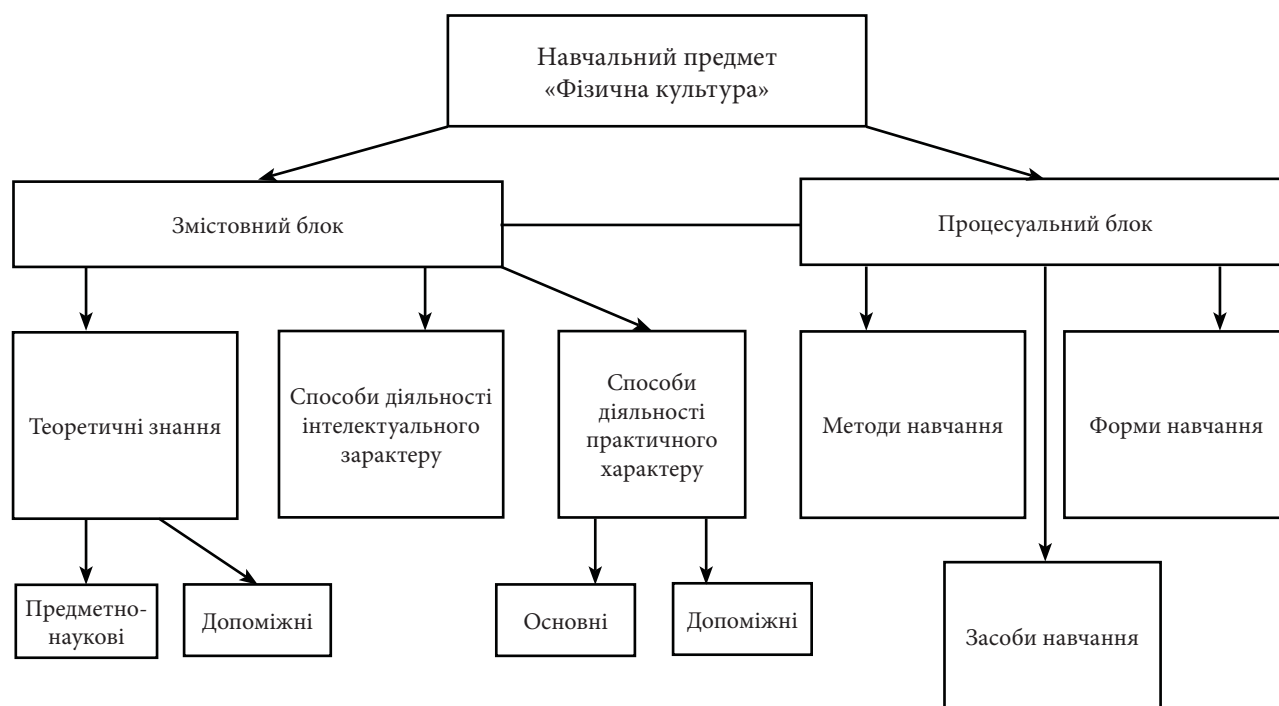 Навчальний предмет
«Фізична культура»
Змістовний блок
Процесуальний блок
Теоретичні знання
Способи діяльності
інтелектуального
зарактеру
Способи
діяльності
практичного
характеру
Методи навчання
Форми навчання
Предметно-
наукові
Допоміжні
Основні
Допоміжні
Засоби навчання